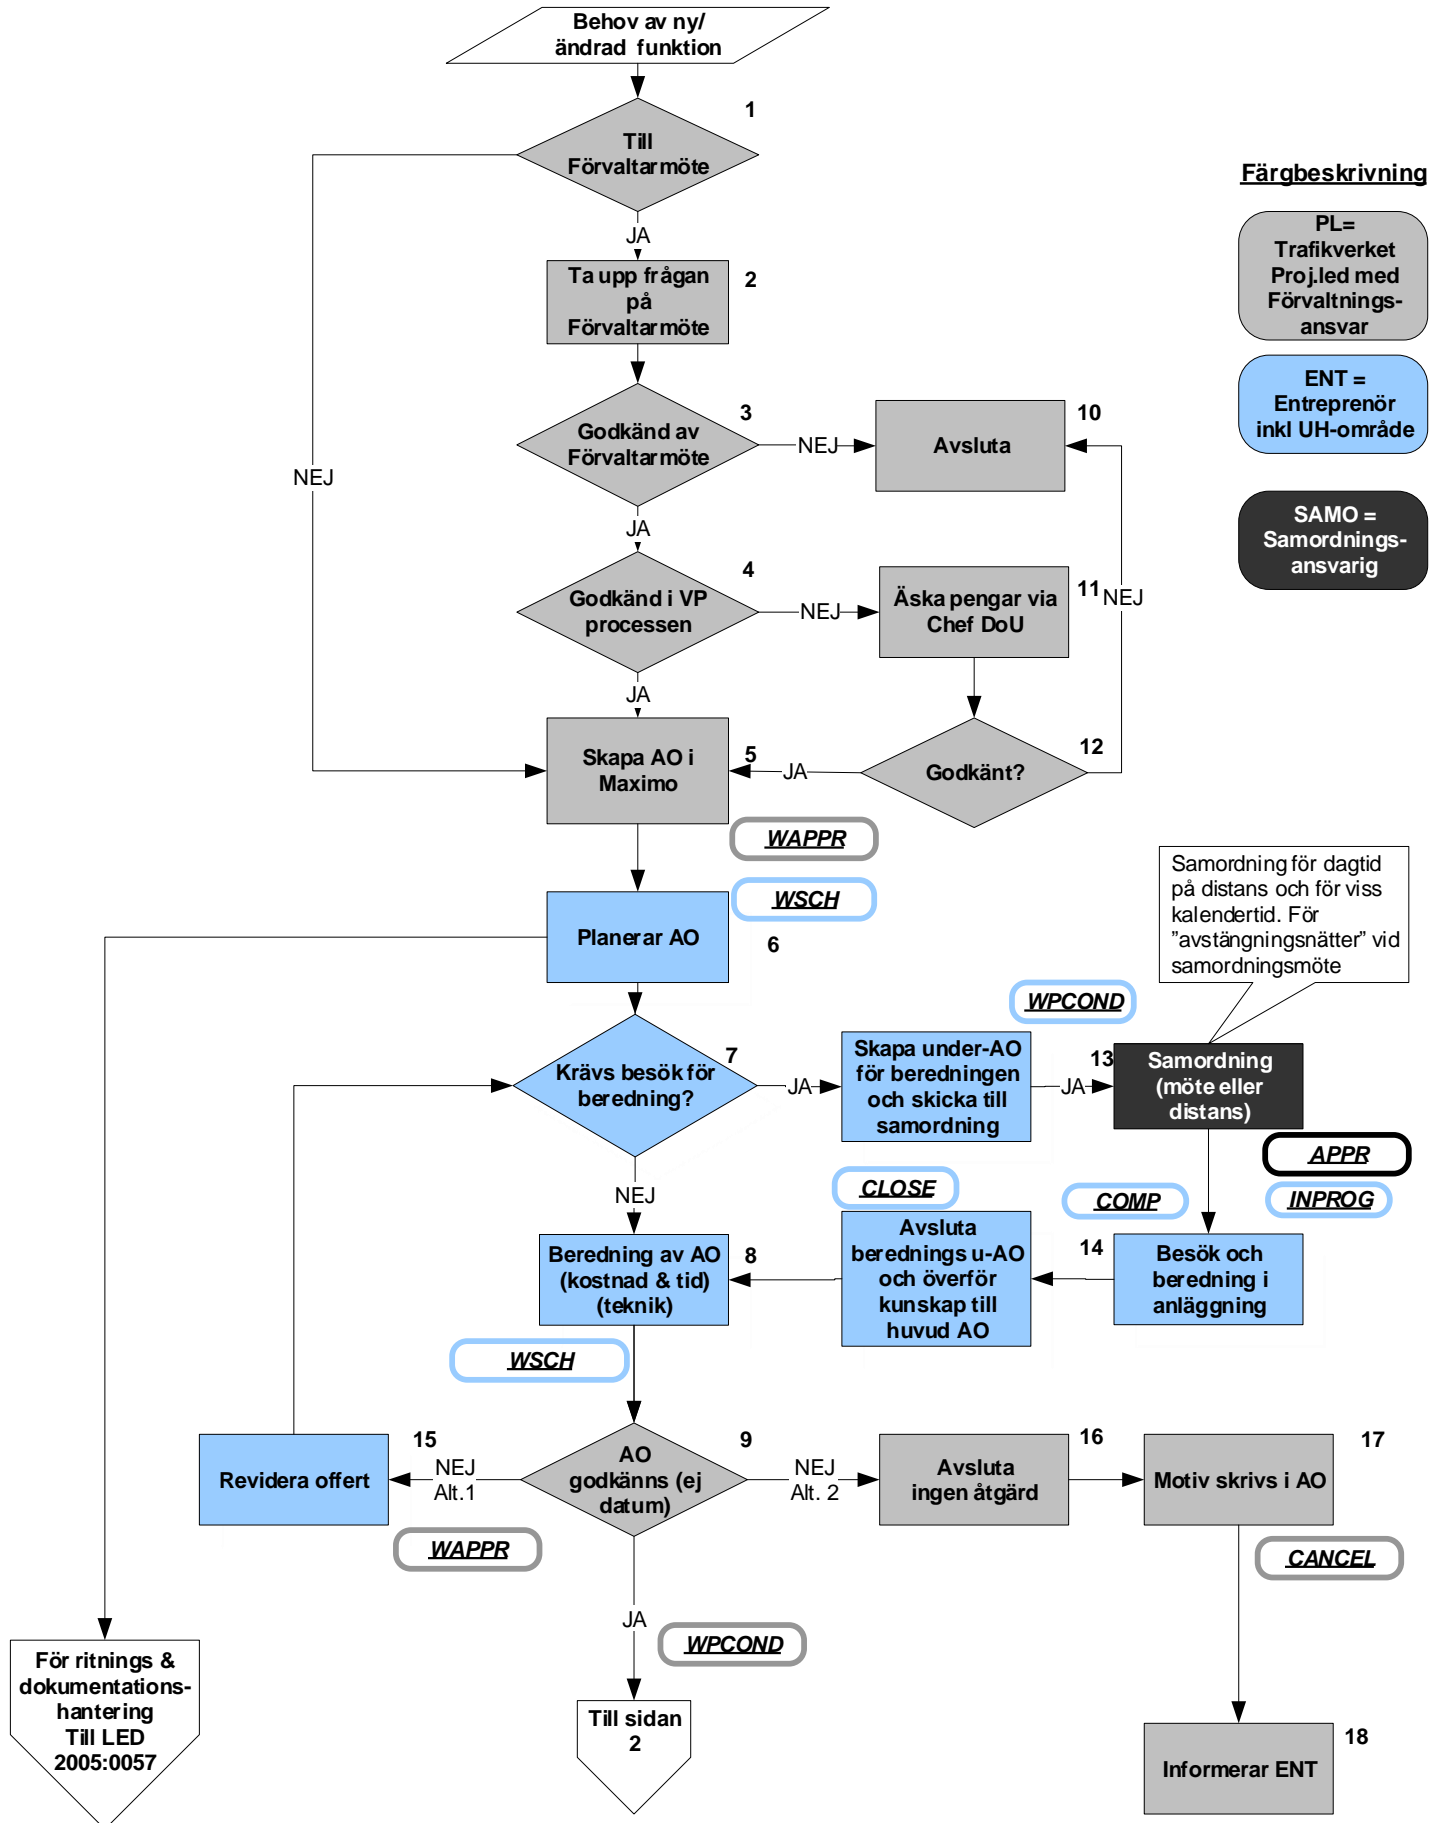 Behov av ny/
ändrad funktion
1
Till
Förvaltarmöte
JA
NEJ
Ta upp frågan
på
Förvaltarmöte
2
Godkänd av
Förvaltarmöte
3
NEJ
Avsluta
10
JA
Godkänd i VP
processen
4
NEJ
Äska pengar via
Chef DoU
11
NEJ
JA
Skapa AO i
Maximo
5
JA
Godkänt?
12
WAPPR
WSCH
Planerar AO
6
Krävs besök för
beredning?
7
JA
Skapa under-AO
för beredningen
och skicka till
samordning
WPCOND
JA
13
Samordning
(möte eller
distans)
Samordning för dagtid
på distans och för viss
kalendertid. För
”avstängningsnätter” vid
samordningsmöte
APPR
INPROG
COMP
CLOSE
NEJ
Beredning av AO
(kostnad & tid)
(teknik)
8
Avsluta
berednings u-AO
och överför
kunskap till
huvud AO
14
Besök och
beredning i
anläggning
WSCH
Revidera offert
15
NEJ
Alt.1
AO
godkänns (ej
datum)
9
NEJ
Alt. 2
Avsluta
ingen åtgärd
16
Motiv skrivs i AO
17
WAPPR
CANCEL
JA
WPCOND
För ritnings &
dokumentations-
hantering
Till LED
2005:0057
Till sidan
2
Informerar ENT
18
Färgbeskrivning
PL=
Trafikverket
Proj.led med
Förvaltnings-
ansvar
ENT =
Entreprenör
inkl UH-område
SAMO =
Samordnings-
ansvarig